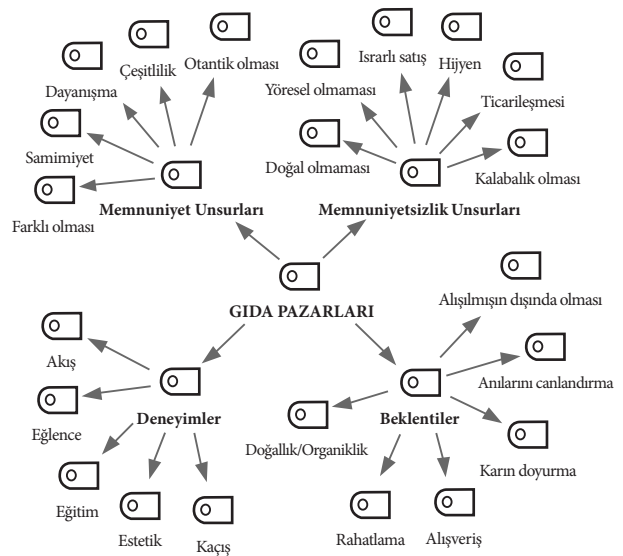 Otantik olması
Çeşitlilik
Dayanışma
Samimiyet
Farklı olması
Memnuniyet Unsurları
Israrlı satış
Hijyen
Yöresel olmaması
Ticarileşmesi
Doğal olmaması
Kalabalık olması
Memnuniyetsizlik Unsurları
GIDA PAZARLARI
Akış
Eğlence
Deneyimler
Eğitim
Estetik
Kaçış
Alışılmışın dışında olması
Anılarını canlandırma
Beklentiler
Doğallık/Organiklik
Karın doyurma
Rahatlama
Alışveriş